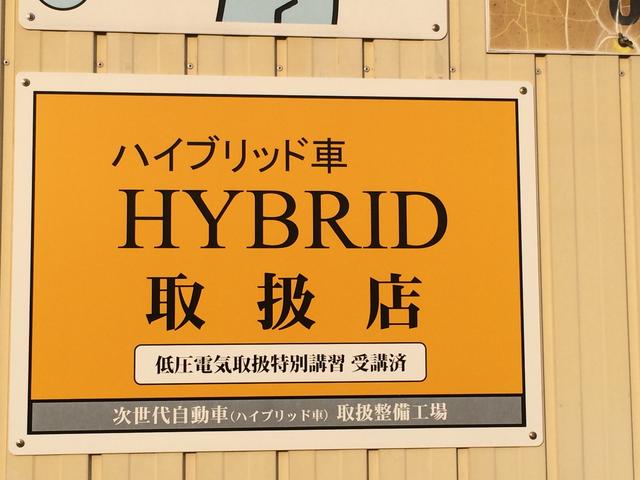 ハイブリッド車
HYBRID
取扱店
低圧電気取扱特別講習 受講済
次世代自動車(ハイブリッド車) 取扱整備工場